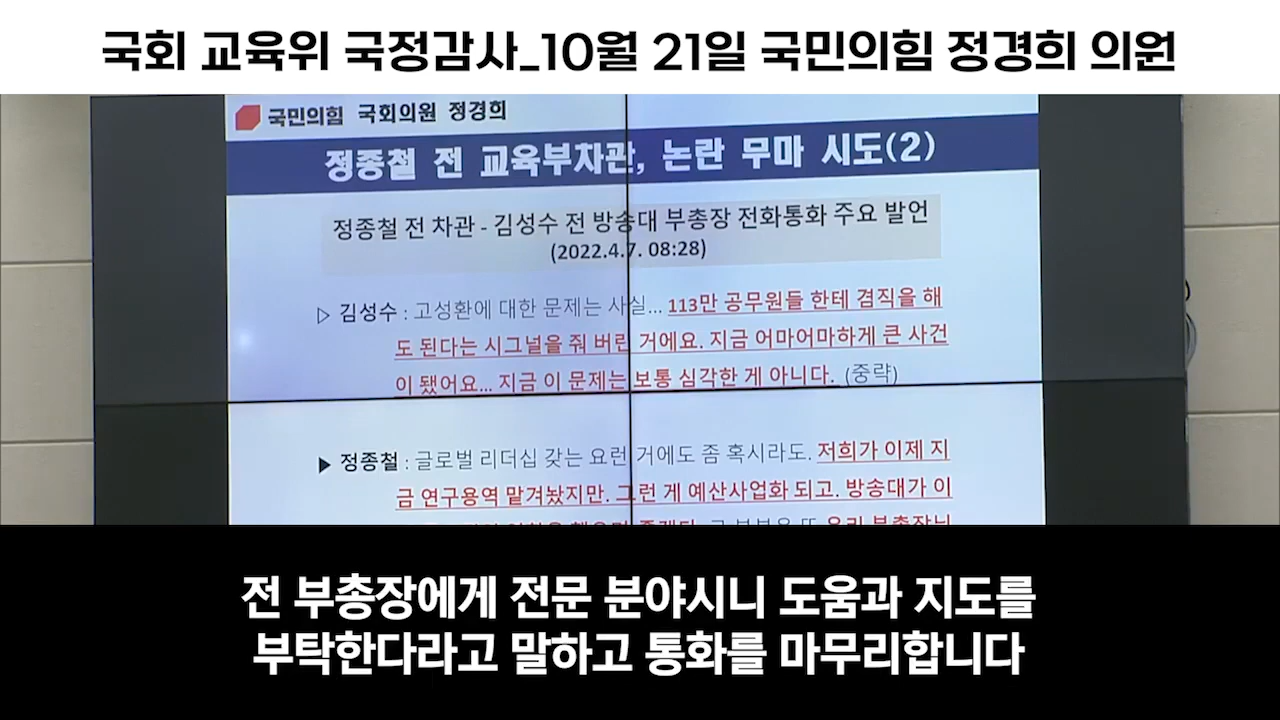 국회 교육위 국정감사_10월 21일 국민의힘 정경희 의원
국민의힘 국회의원 정경희
정종철 전 교육부차관, 논란 무마 시도(2)
정종철 전 차관 - 김성수 전 방송대 부총장 전화통화 주요 발언
(2022.4.7. 08:28)
▷ 김성수 : 고성환에 대한 문제는 사실... 113만 공무원들 한테 겸직을 해
도 된다는 시그널을 줘 버린 거에요. 지금 어마어마하게 큰 사건
이 됐어요... 지금 이 문제는 보통 심각한 게 아니다. (중략)
▶ 정종철 : 글로벌 리더십 갖는 요런 거에도 좀 혹시라도. 저희가 이제 지
금 연구용역 맡겨놨지만. 그런 게 예산사업화 되고. 방송대가 이
전 부총장에게 전문 분야시니 도움과 지도를
부탁한다라고 말하고 통화를 마무리합니다